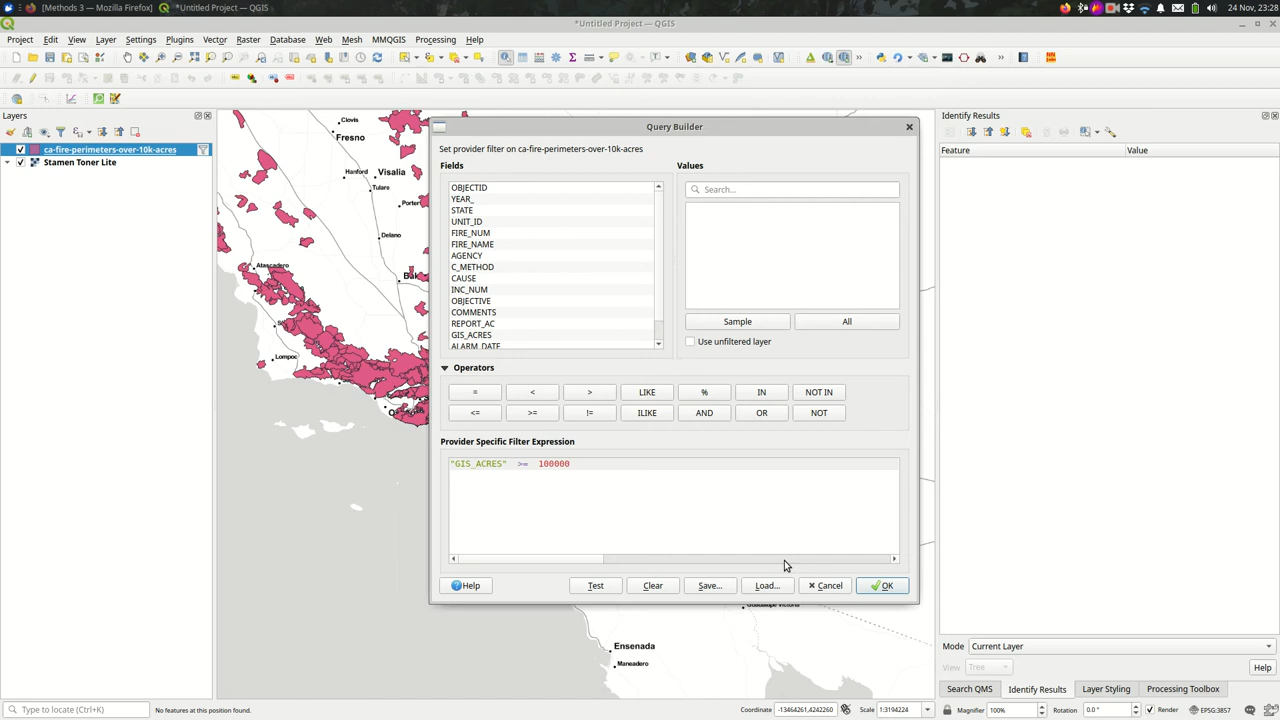 [Methods 3 — Mozilla Firefox]
*Untitled Project — QGIS
24 Nov, 23:28
*Untitled Project — QGIS
Project Edit View Layer Settings Plugins Vector Raster Database Web Mesh MMQGIS Processing Help
Layers
ca-fire-perimeters-over-10k-acres
Stamen Toner Lite
Clovis
Fresno
Hanford
Visalia
Tulare
Porter
Delano
Atascadero
Bak
Lompoc
Ensenada
Maneadero
Query Builder
Set provider filter on ca-fire-perimeters-over-10k-acres
Fields
OBJECTID
YEAR_
STATE
UNIT_ID
FIRE_NUM
FIRE_NAME
AGENCY
C_METHOD
CAUSE
INC_NUM
OBJECTIVE
COMMENTS
REPORT_AC
GIS_ACRES
ALARM_DATE
Values
Search...
Sample All
Use unfiltered layer
Operators
= < > LIKE % IN NOT IN
<= >= != ILIKE AND OR NOT
Provider Specific Filter Expression
"GIS_ACRES" >= 100000
Help Test Clear Save... Load... Cancel OK
Identify Results
Feature Value
Mode Current Layer
View Tree Help
Search QMS Identify Results Layer Styling Processing Toolbox
Type to locate (Ctrl+K) No features at this position found. Coordinate -13464261,4242260 Scale 1:3194224 Magnifier 100% Rotation 0.0 ° Render EPSG:3857